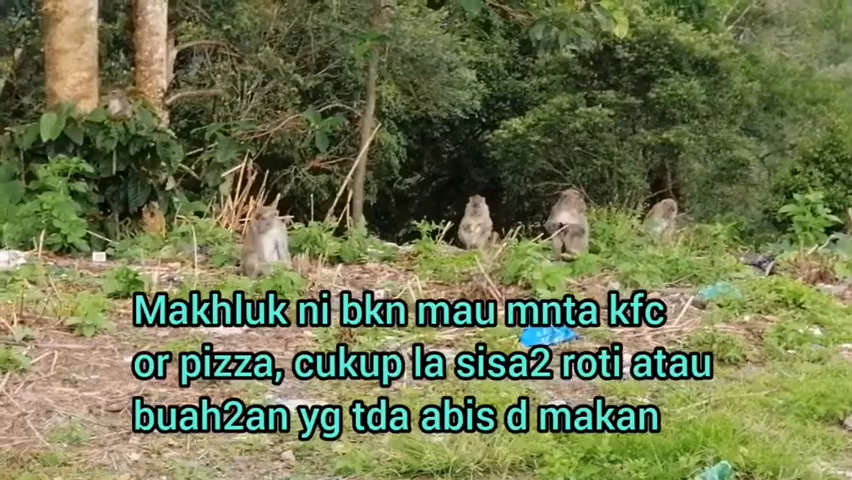 Makhluk ni bkn mau mnta kfc
or pizza, cukup la sisa2 roti atau
buah2an yg tda abis d makan